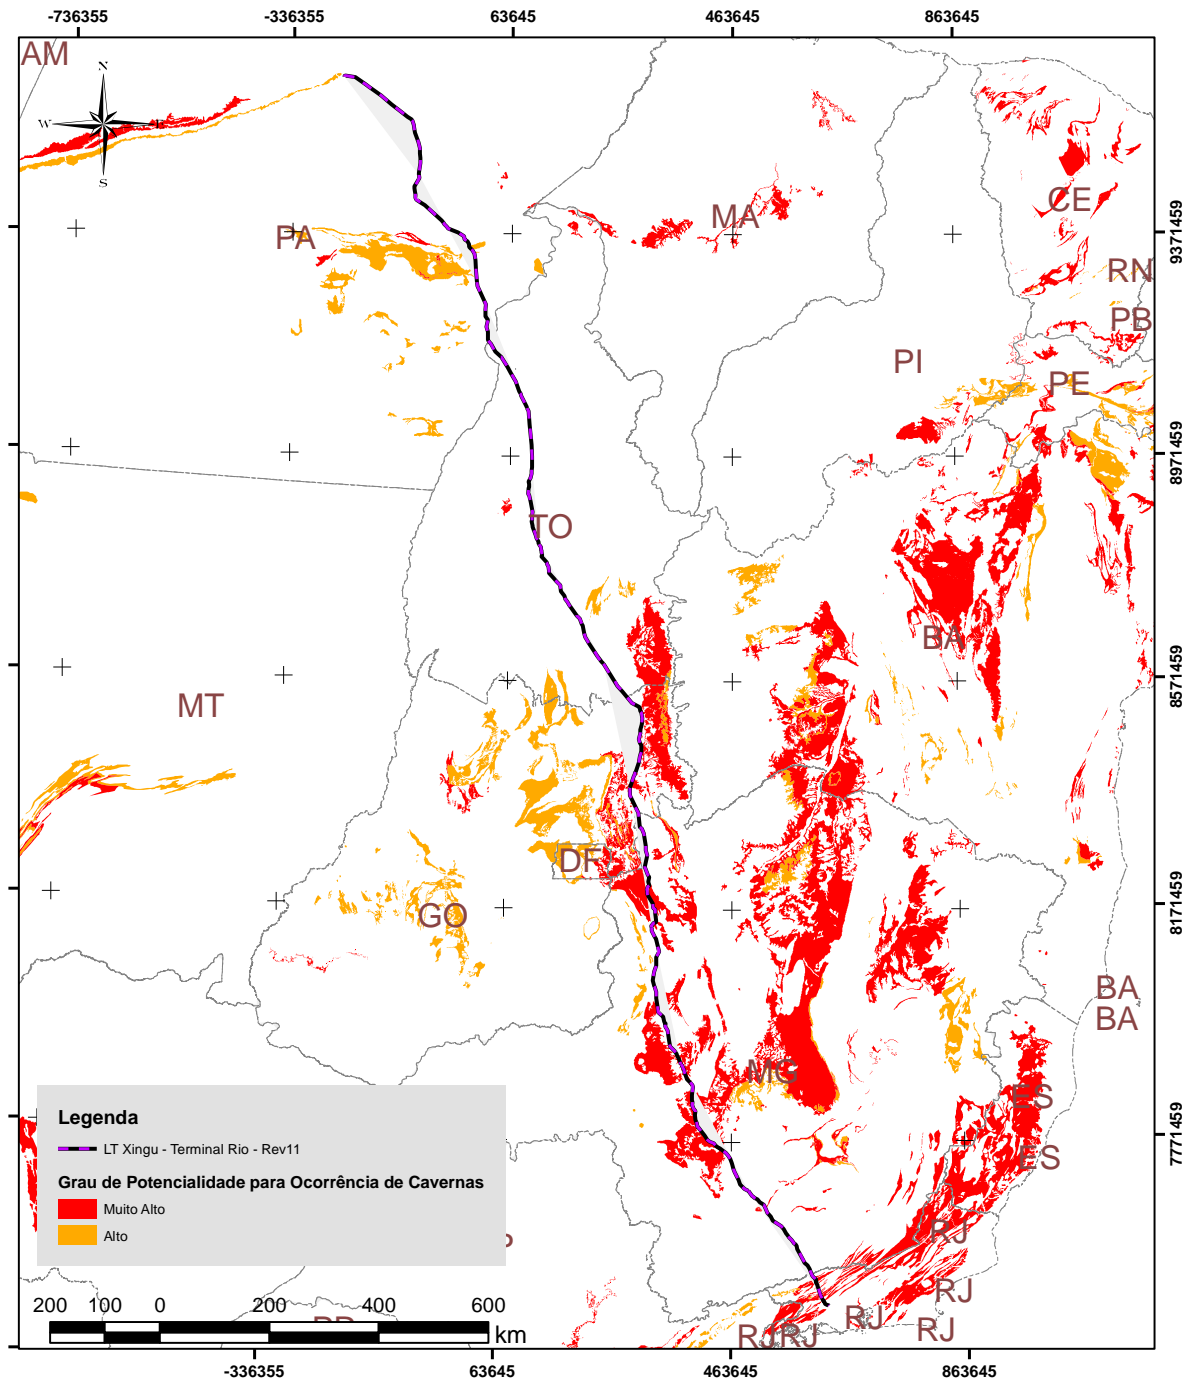 -736355 -336355 63645 463645 863645
AM
N
W E
S
MA
CE
PA
9371459
RN
PB
PI
PE
8971459
TO
BA
8571459
MT
DF
GO
8171459
BA
BA
MG
ES
7771459
ES
RJ
RJ
RJ
RJ
RJRJ
Legenda
LT Xingu - Terminal Rio - Rev11
Grau de Potencialidade para Ocorrência de Cavernas
Muito Alto
Alto
200 100 0 200 400 600
km
-336355 63645 463645 863645